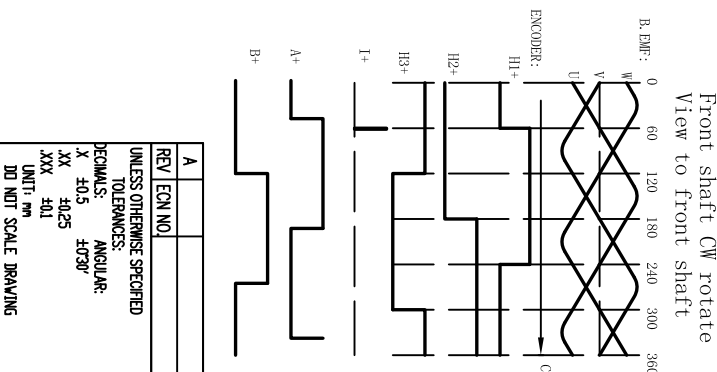 Front shaft CW rotate
View to front shaft
0 60 120 180 240 300 360
B.EMF:
W
V
U
ENCODER:
C
H1+
H2+
H3+
I+
A+
B+
A
REV ECN NO.
UNLESS OTHERWISE SPECIFIED
TOLERANCES:
DECIMALS: ANGULAR:
.X ±0.5 ±0°30'
.XX ±0.25
.XXX ±0.1
UNIT: mm
DO NOT SCALE DRAWING